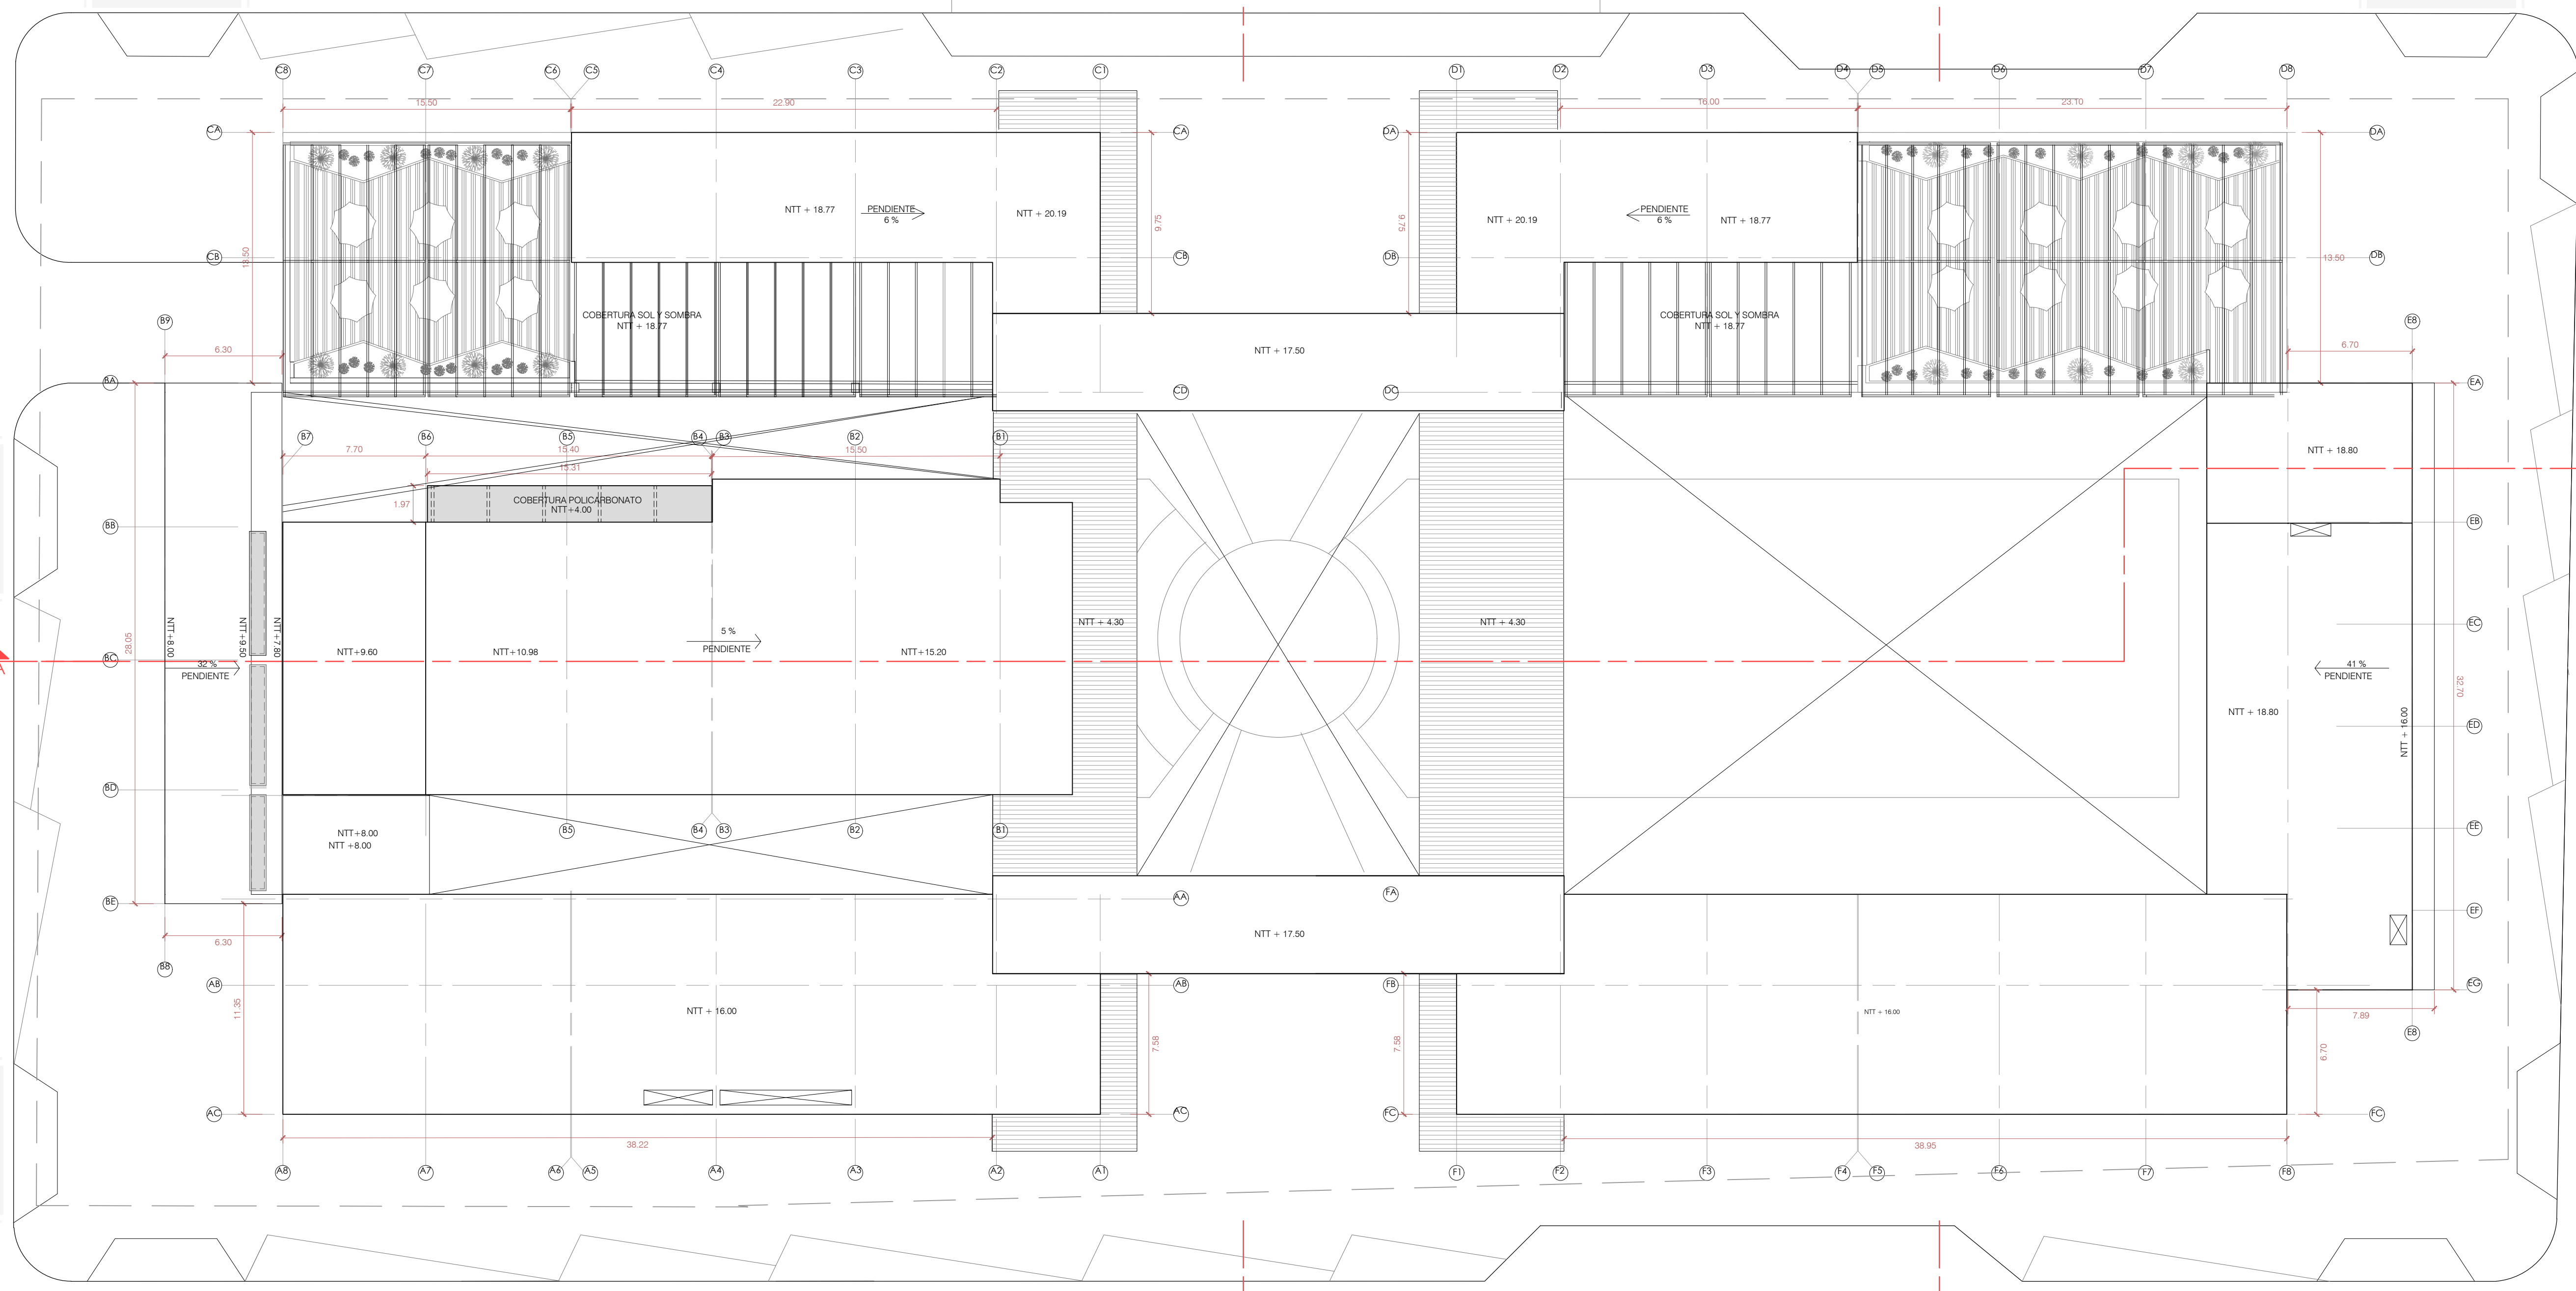 C8 C7 C6 C5 C4 C3 C2 C1 D1 D2 D3 D4 D5 D6 D7 D8
15.50 22.90 16.00 23.10
CA CA DA DA
NTT + 18.77 PENDIENTE
6 %
NTT + 20.19
9.75
9.75
NTT + 20.19
PENDIENTE
6 %
NTT + 18.77
13.50
CB CB DB DB
13.50
COBERTURA SOL Y SOMBRA
NTT + 18.77
COBERTURA SOL Y SOMBRA
NTT + 18.77
B9 E8
6.30 NTT + 17.50 6.70
BA CD DC EA
B7 B6 B5 B4 B3 B2 B1
7.70 15.40 15.50
15.31
NTT + 18.80
COBERTURA POLICARBONATO
NTT+4.00
1.97
BB EB
NTT+8.00
NTT+9.50
NTT+7.80
28.05
NTT + 4.30 NTT + 4.30
EC
5 %
PENDIENTE
BC NTT+9.60 NTT+10.98 NTT+15.20
A
32 %
PENDIENTE
41 %
PENDIENTE
32.70
NTT + 18.80
NTT + 16.00
ED
BD
NTT+8.00
NTT +8.00
B5 B4 B3 B2 B1
EE
BE AA FA
EF
6.30 NTT + 17.50
B8
AB AB FB EG
11.35
NTT + 16.00 NTT + 16.00
7.89
E8
7.58
7.58
6.70
AC AC FC FC
38.22 38.95
A8 A7 A6 A5 A4 A3 A2 A1 F1 F2 F3 F4 F5 F6 F7 F8